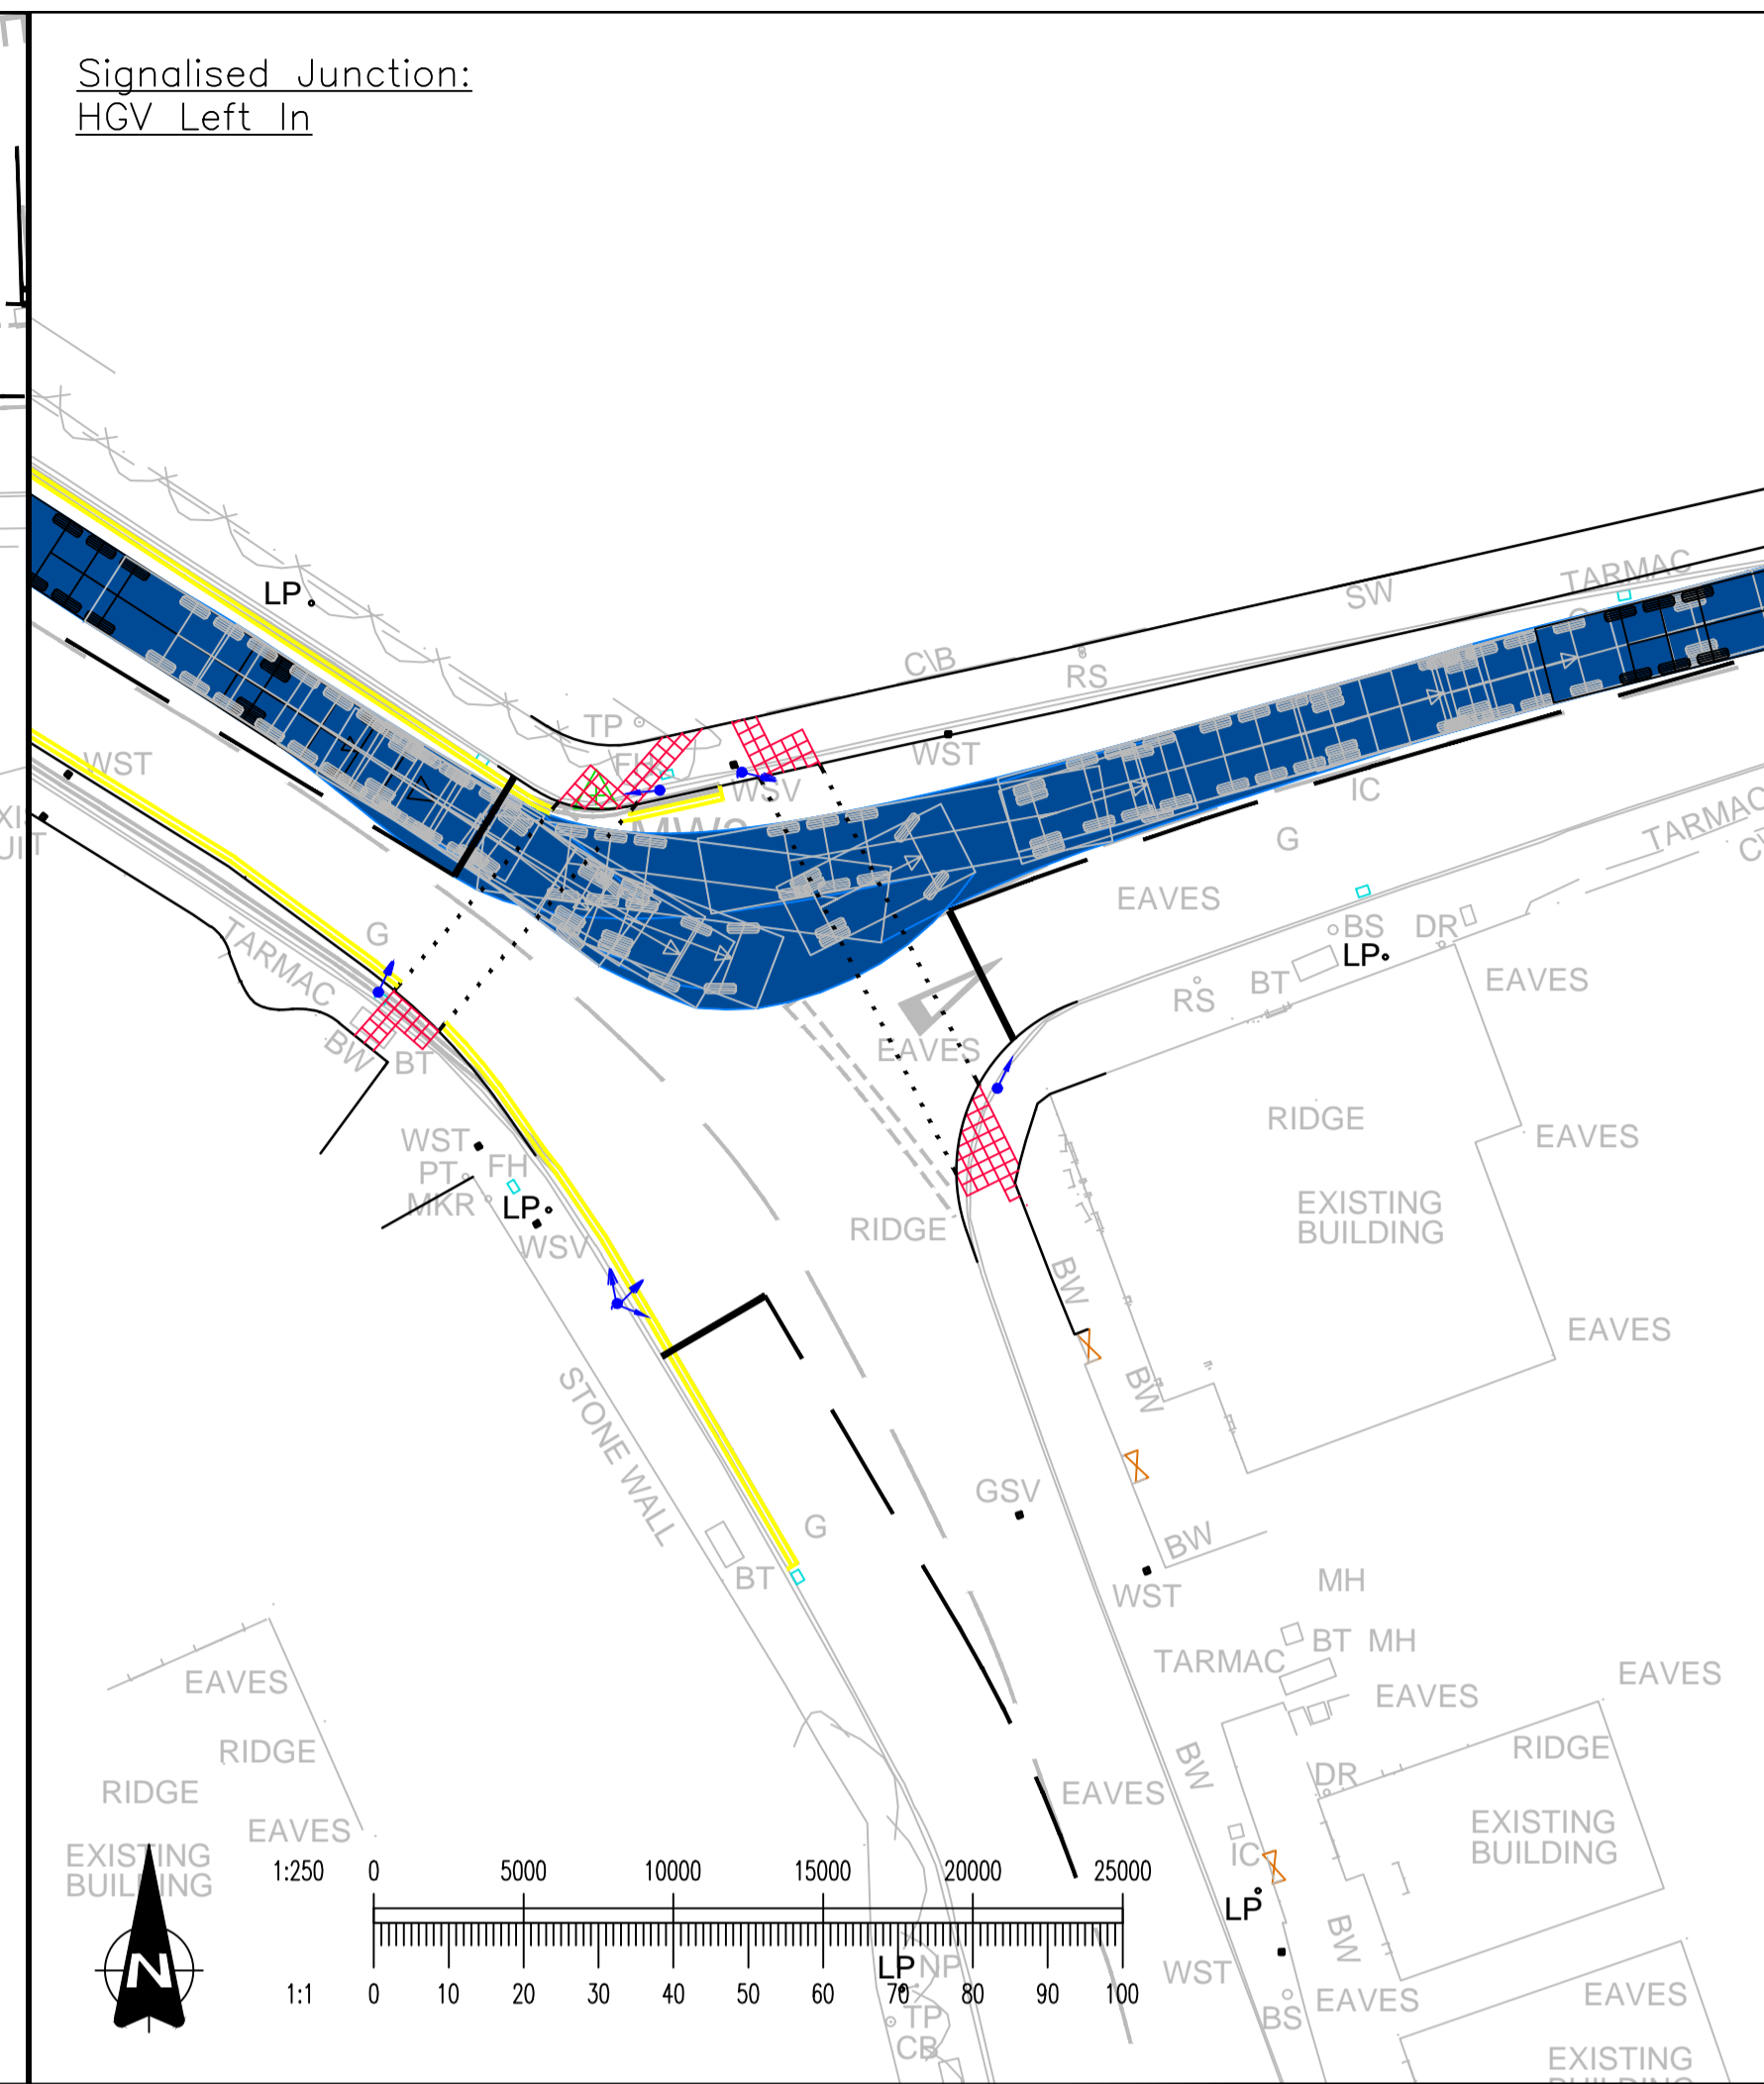 Signalised Junction:
HGV Left In
LP
TARMAC
SW
C\B
RS
TP
WST
WST
WSV
IC
TARMAC
G
EAVES
G
TARMAC
BW
BT
BS
DR
LP
BT
RS
EAVES
EAVES
RIDGE
EAVES
WST
PT
FH
MKR
LP
WSV
RIDGE
EXISTING
BUILDING
BW
EAVES
BW
STONE WALL
GSV
G
BW
BT
WST
MH
BT
MH
TARMAC
EAVES
EAVES
EAVES
RIDGE
RIDGE
RIDGE
BW
DR
EAVES
EAVES
EXISTING
BUILDING
EXISTING
BUILDING
IC
LP
BW
1:250
0
5000
10000
15000
20000
25000
N
LP
NP
WST
1:1
0
10
20
30
40
50
60
70
80
90
100
TP
CB
BS
EAVES
EAVES
EXISTING